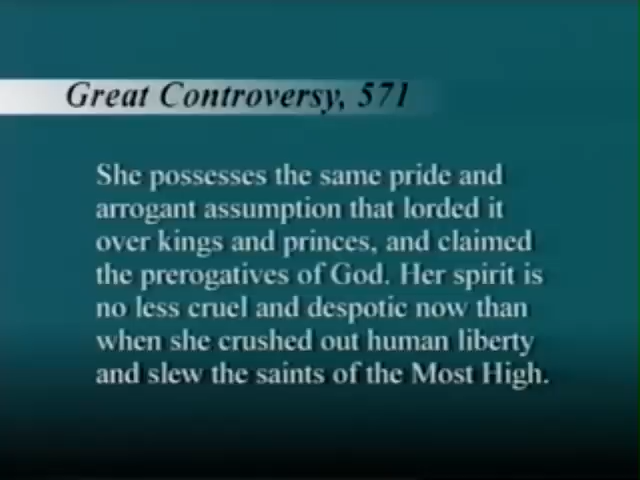 Great Controversy, 571
She possesses the same pride and
arrogant assumption that lorded it
over kings and princes, and claimed
the prerogatives of God. Her spirit is
no less cruel and despotic now than
when she crushed out human liberty
and slew the saints of the Most High.